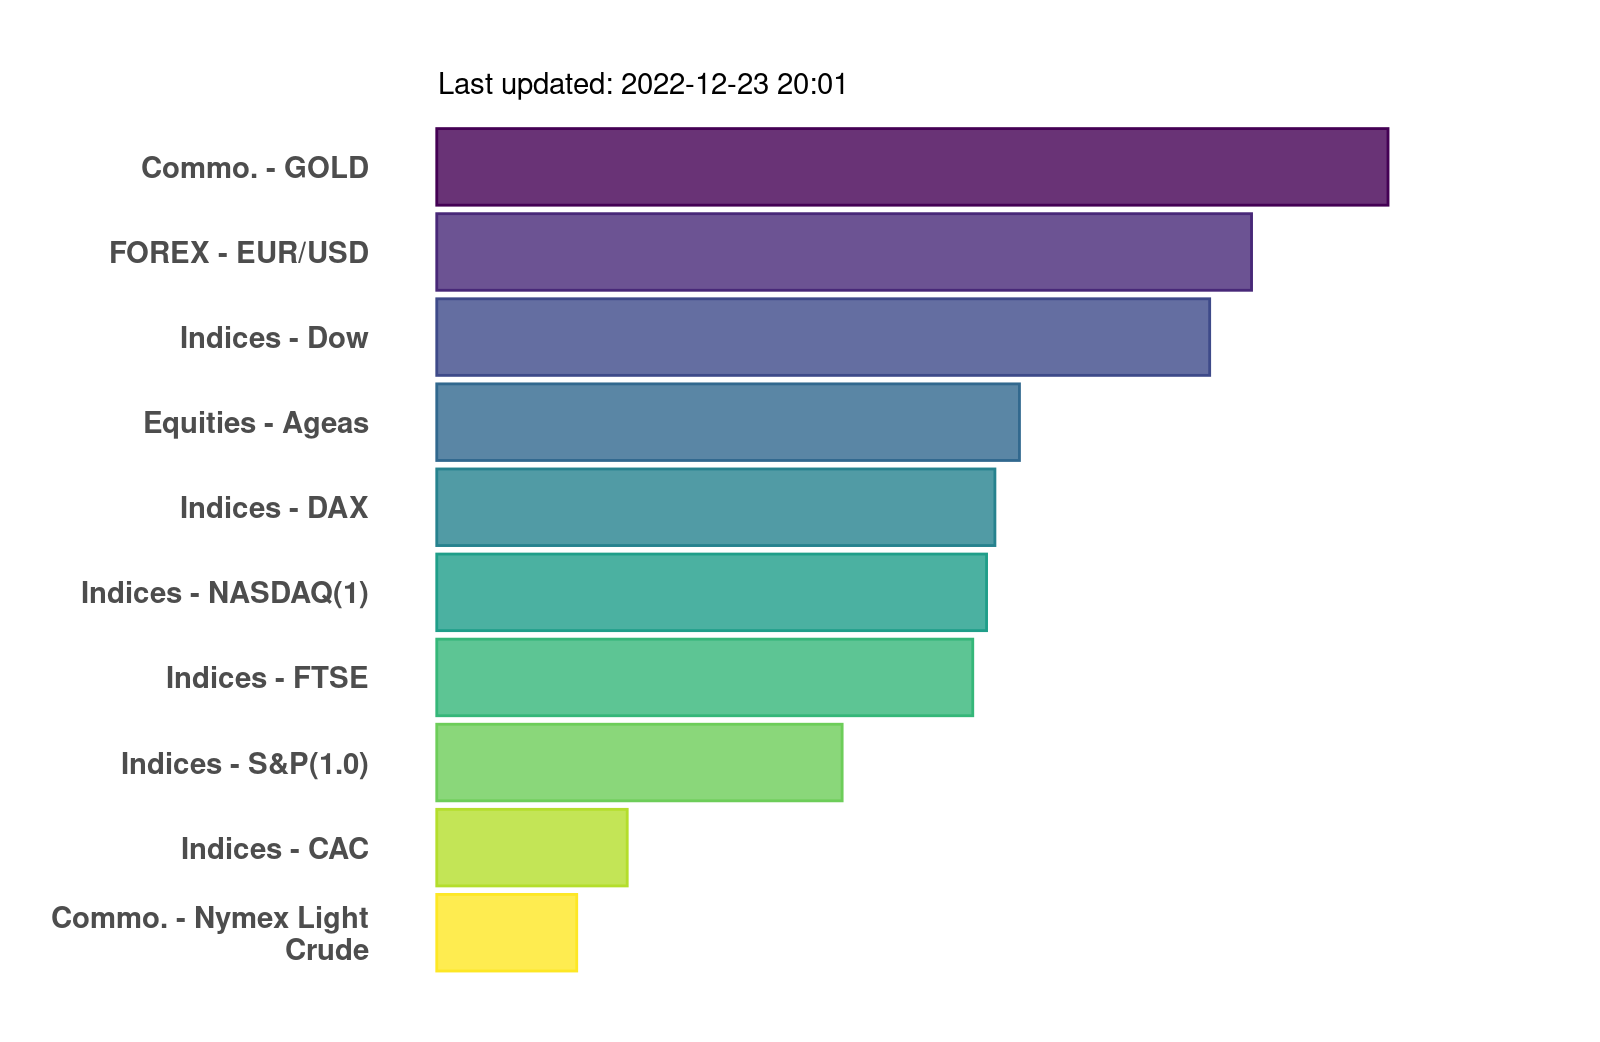 Last updated: 2022-12-23 20:01
Commo. - GOLD
FOREX - EUR/USD
Indices - Dow
Equities - Ageas
Indices - DAX
Indices - NASDAQ(1)
Indices - FTSE
Indices - S&P(1.0)
Indices - CAC
Commo. - Nymex Light
Crude